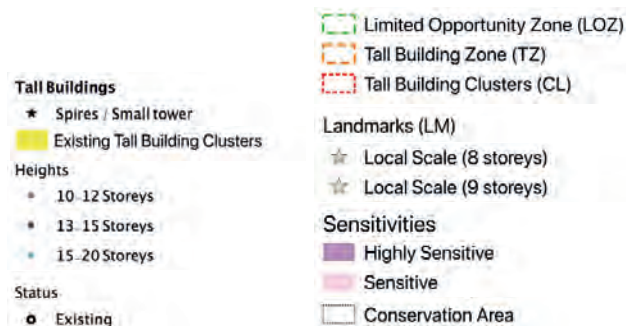 Tall Buildings
Spires / Small tower
Existing Tall Building Clusters
Heights
10-12 Storeys
13-15 Storeys
15-20 Storeys
Status
Existing
Limited Opportunity Zone (LOZ)
Tall Building Zone (TZ)
Tall Building Clusters (CL)
Landmarks (LM)
Local Scale (8 storeys)
Local Scale (9 storeys)
Sensitivities
Highly Sensitive
Sensitive
Conservation Area